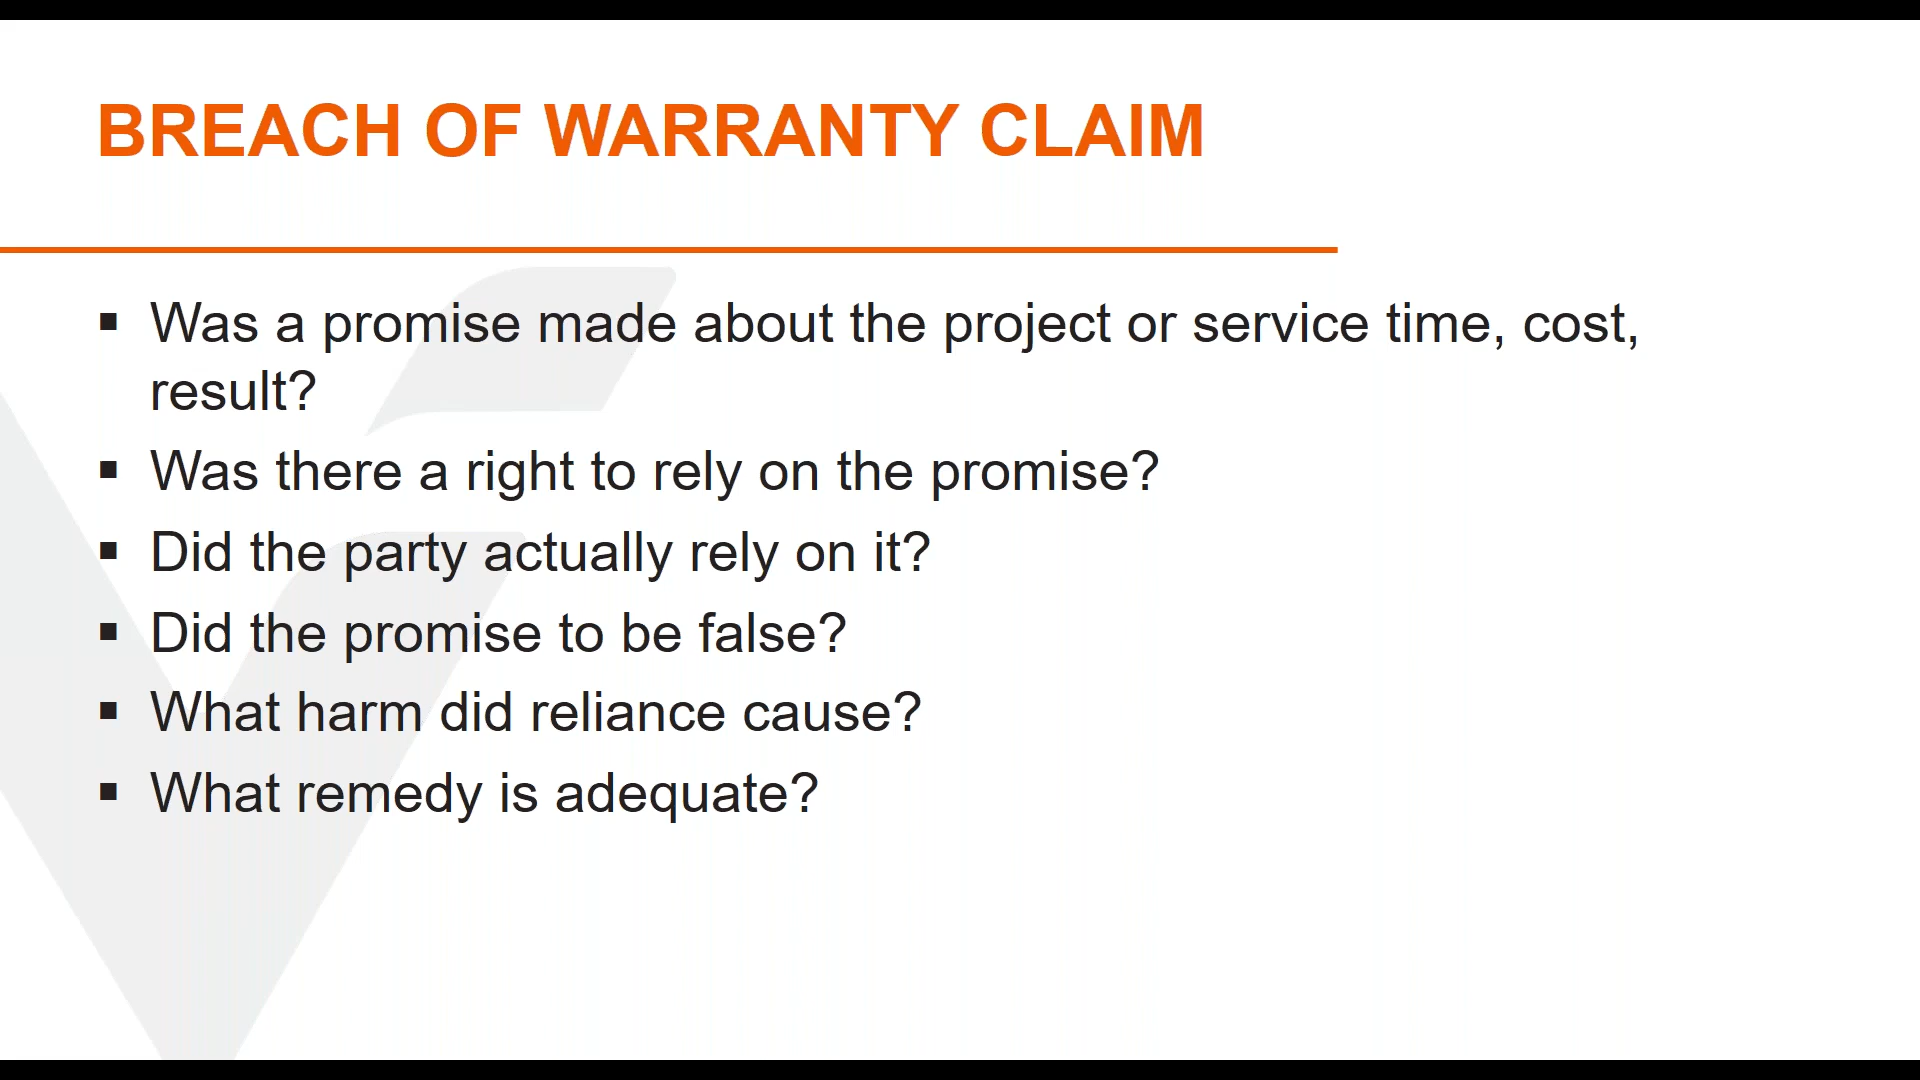 BREACH OF WARRANTY CLAIM
▪ Was a promise made about the project or service time, cost,
result?
▪ Was there a right to rely on the promise?
▪ Did the party actually rely on it?
▪ Did the promise to be false?
▪ What harm did reliance cause?
▪ What remedy is adequate?